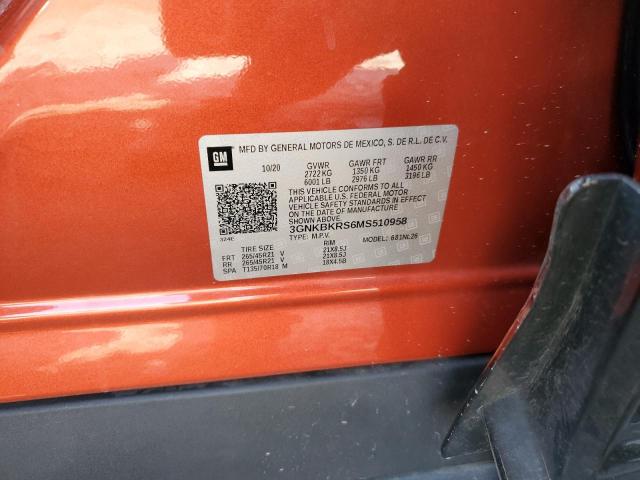 GM
MFD BY GENERAL MOTORS DE MEXICO, S. DE R.L. DE C.V.
10/20 GVWR GAWR FRT GAWR RR
2722 KG 1350 KG 1450 KG
6001 LB 2976 LB 3196 LB
THIS VEHICLE CONFORMS TO ALL
APPLICABLE U.S. FEDERAL MOTOR
VEHICLE SAFETY STANDARDS IN EFFECT
ON THE DATE OF MANUFACTURE
SHOWN ABOVE.
3GNKBKRS6MS510958
324E
TYPE: M.P.V. MODEL: 681NL26
TIRE SIZE RIM
FRT 265/45R21 V 21X8.5J
RR 265/45R21 V 21X8.5J
SPA T135/70R18 M 18X4.5B